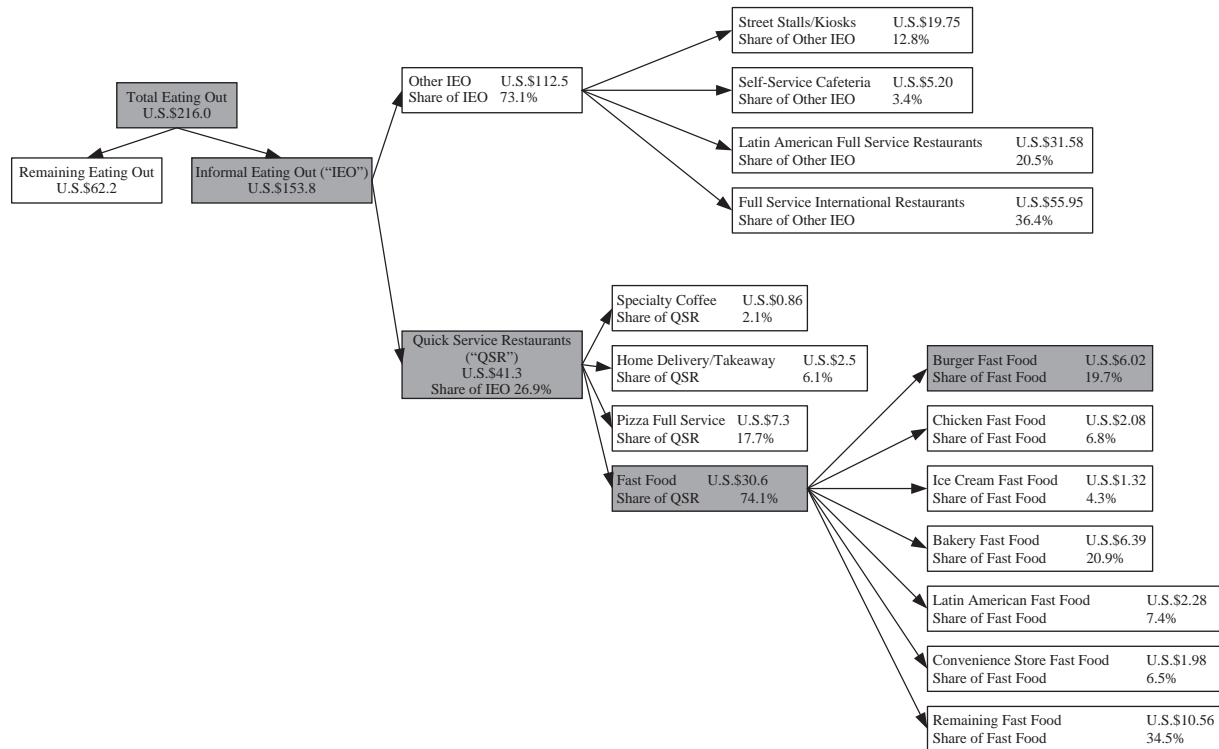 Total Eating Out
U.S.$216.0
Remaining Eating Out
U.S.$62.2
Informal Eating Out (“IEO”)
U.S.$153.8
Other IEO U.S.$112.5
Share of IEO 73.1%
Street Stalls/Kiosks U.S.$19.75
Share of Other IEO 12.8%
Self-Service Cafeteria U.S.$5.20
Share of Other IEO 3.4%
Latin American Full Service Restaurants U.S.$31.58
Share of Other IEO 20.5%
Full Service International Restaurants U.S.$55.95
Share of Other IEO 36.4%
Quick Service Restaurants
(“QSR”)
U.S.$41.3
Share of IEO 26.9%
Specialty Coffee U.S.$0.86
Share of QSR 2.1%
Home Delivery/Takeaway U.S.$2.5
Share of QSR 6.1%
Pizza Full Service U.S.$7.3
Share of QSR 17.7%
Fast Food U.S.$30.6
Share of QSR 74.1%
Burger Fast Food U.S.$6.02
Share of Fast Food 19.7%
Chicken Fast Food U.S.$2.08
Share of Fast Food 6.8%
Ice Cream Fast Food U.S.$1.32
Share of Fast Food 4.3%
Bakery Fast Food U.S.$6.39
Share of Fast Food 20.9%
Latin American Fast Food U.S.$2.28
Share of Fast Food 7.4%
Convenience Store Fast Food U.S.$1.98
Share of Fast Food 6.5%
Remaining Fast Food U.S.$10.56
Share of Fast Food 34.5%